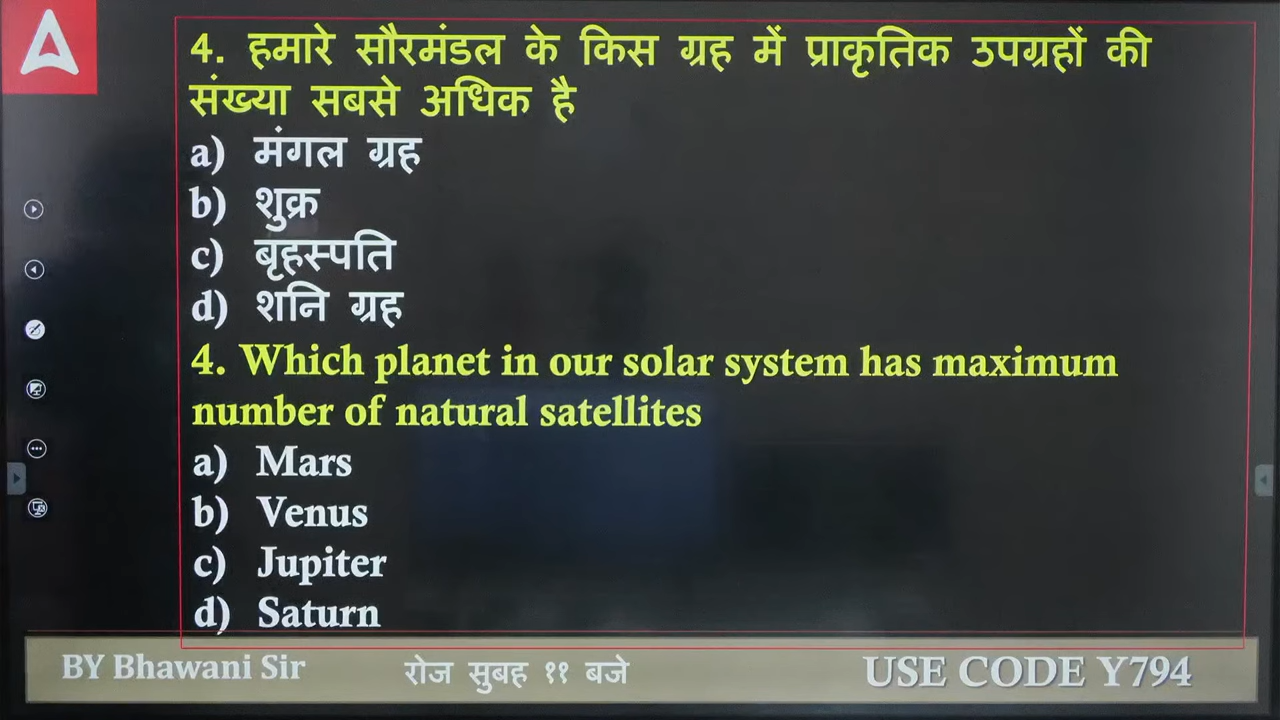 4. हमारे सौरमंडल के किस ग्रह में प्राकृतिक उपग्रहों की
संख्या सबसे अधिक है
a) मंगल ग्रह
b) शुक्र
c) बृहस्पति
d) शनि ग्रह
4. Which planet in our solar system has maximum
number of natural satellites
a) Mars
b) Venus
c) Jupiter
d) Saturn
BY Bhawani Sir रोज सुबह ११ बजे USE CODE Y794